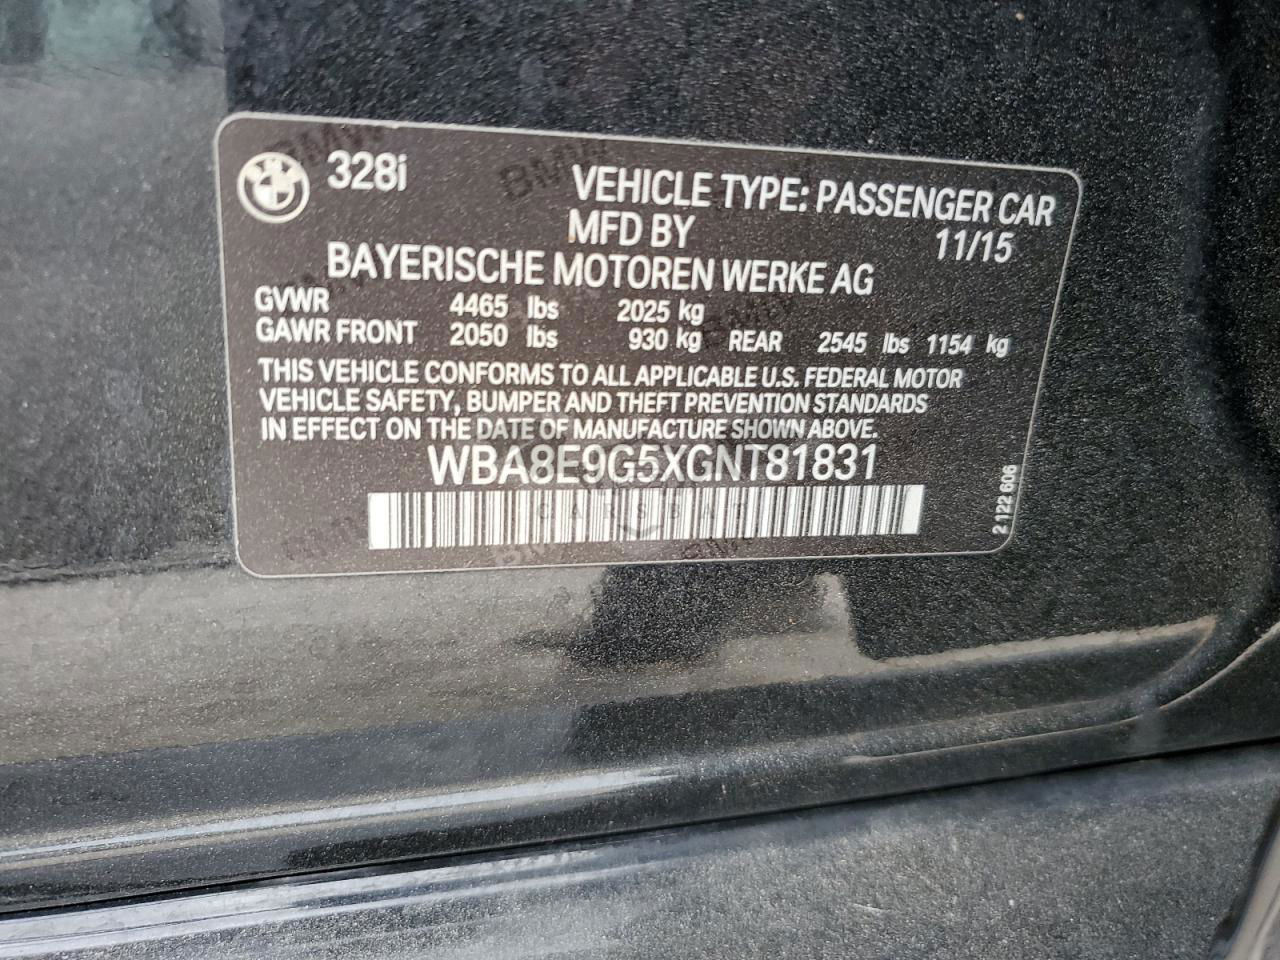 328i
VEHICLE TYPE: PASSENGER CAR
MFD BY 11/15
BAYERISCHE MOTOREN WERKE AG
GVWR 4465 lbs 2025 kg
GAWR FRONT 2050 lbs 930 kg REAR 2545 lbs 1154 kg
THIS VEHICLE CONFORMS TO ALL APPLICABLE U.S. FEDERAL MOTOR
VEHICLE SAFETY, BUMPER AND THEFT PREVENTION STANDARDS
IN EFFECT ON THE DATE OF MANUFACTURE SHOWN ABOVE.
WBA8E9G5XGNT81831
CARSBAT
2 122 606